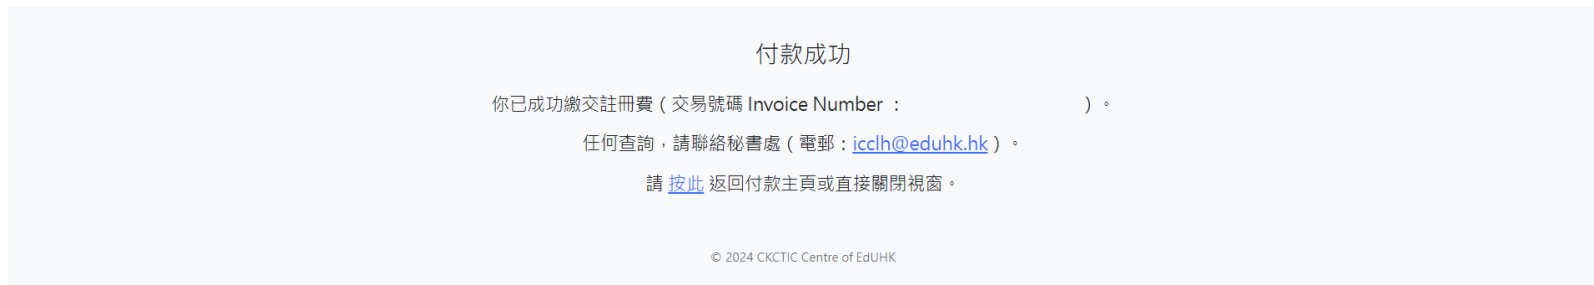 付款成功
你已成功繳交註冊費（交易號碼 Invoice Number： ）。
任何查詢，請聯絡秘書處（電郵：icclh@eduhk.hk）。
請 按此 返回付款主頁或直接關閉視窗。
© 2024 CKCTIC Centre of EdUHK